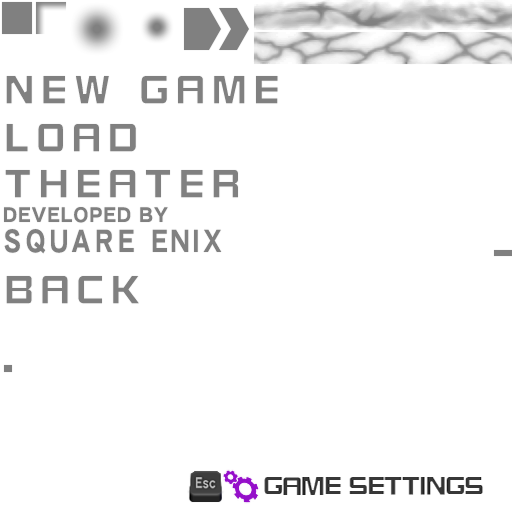 NEW GAME
LOAD
THEATER
DEVELOPED BY
SQUARE ENIX
BACK
Esc GAME SETTINGS